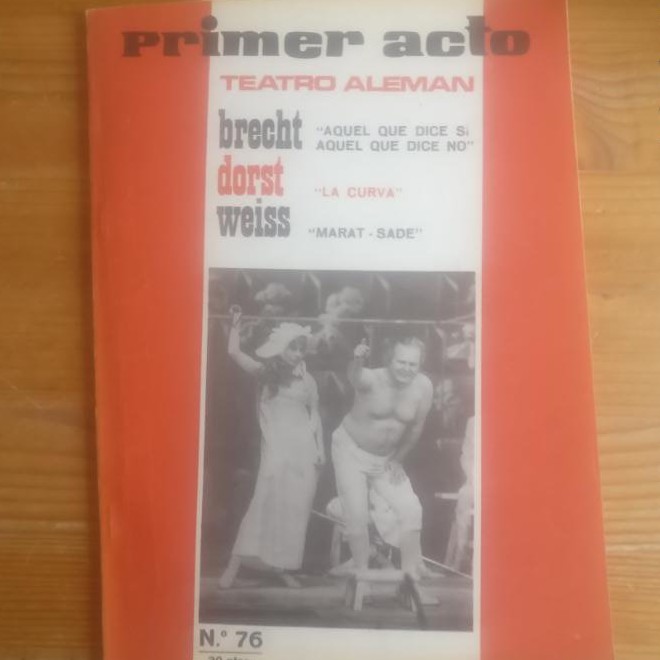 primer acto
TEATRO ALEMAN
brecht "AQUEL QUE DICE Sí
AQUEL QUE DICE NO"
dorst "LA CURVA"
weiss "MARAT - SADE"
N.º 76